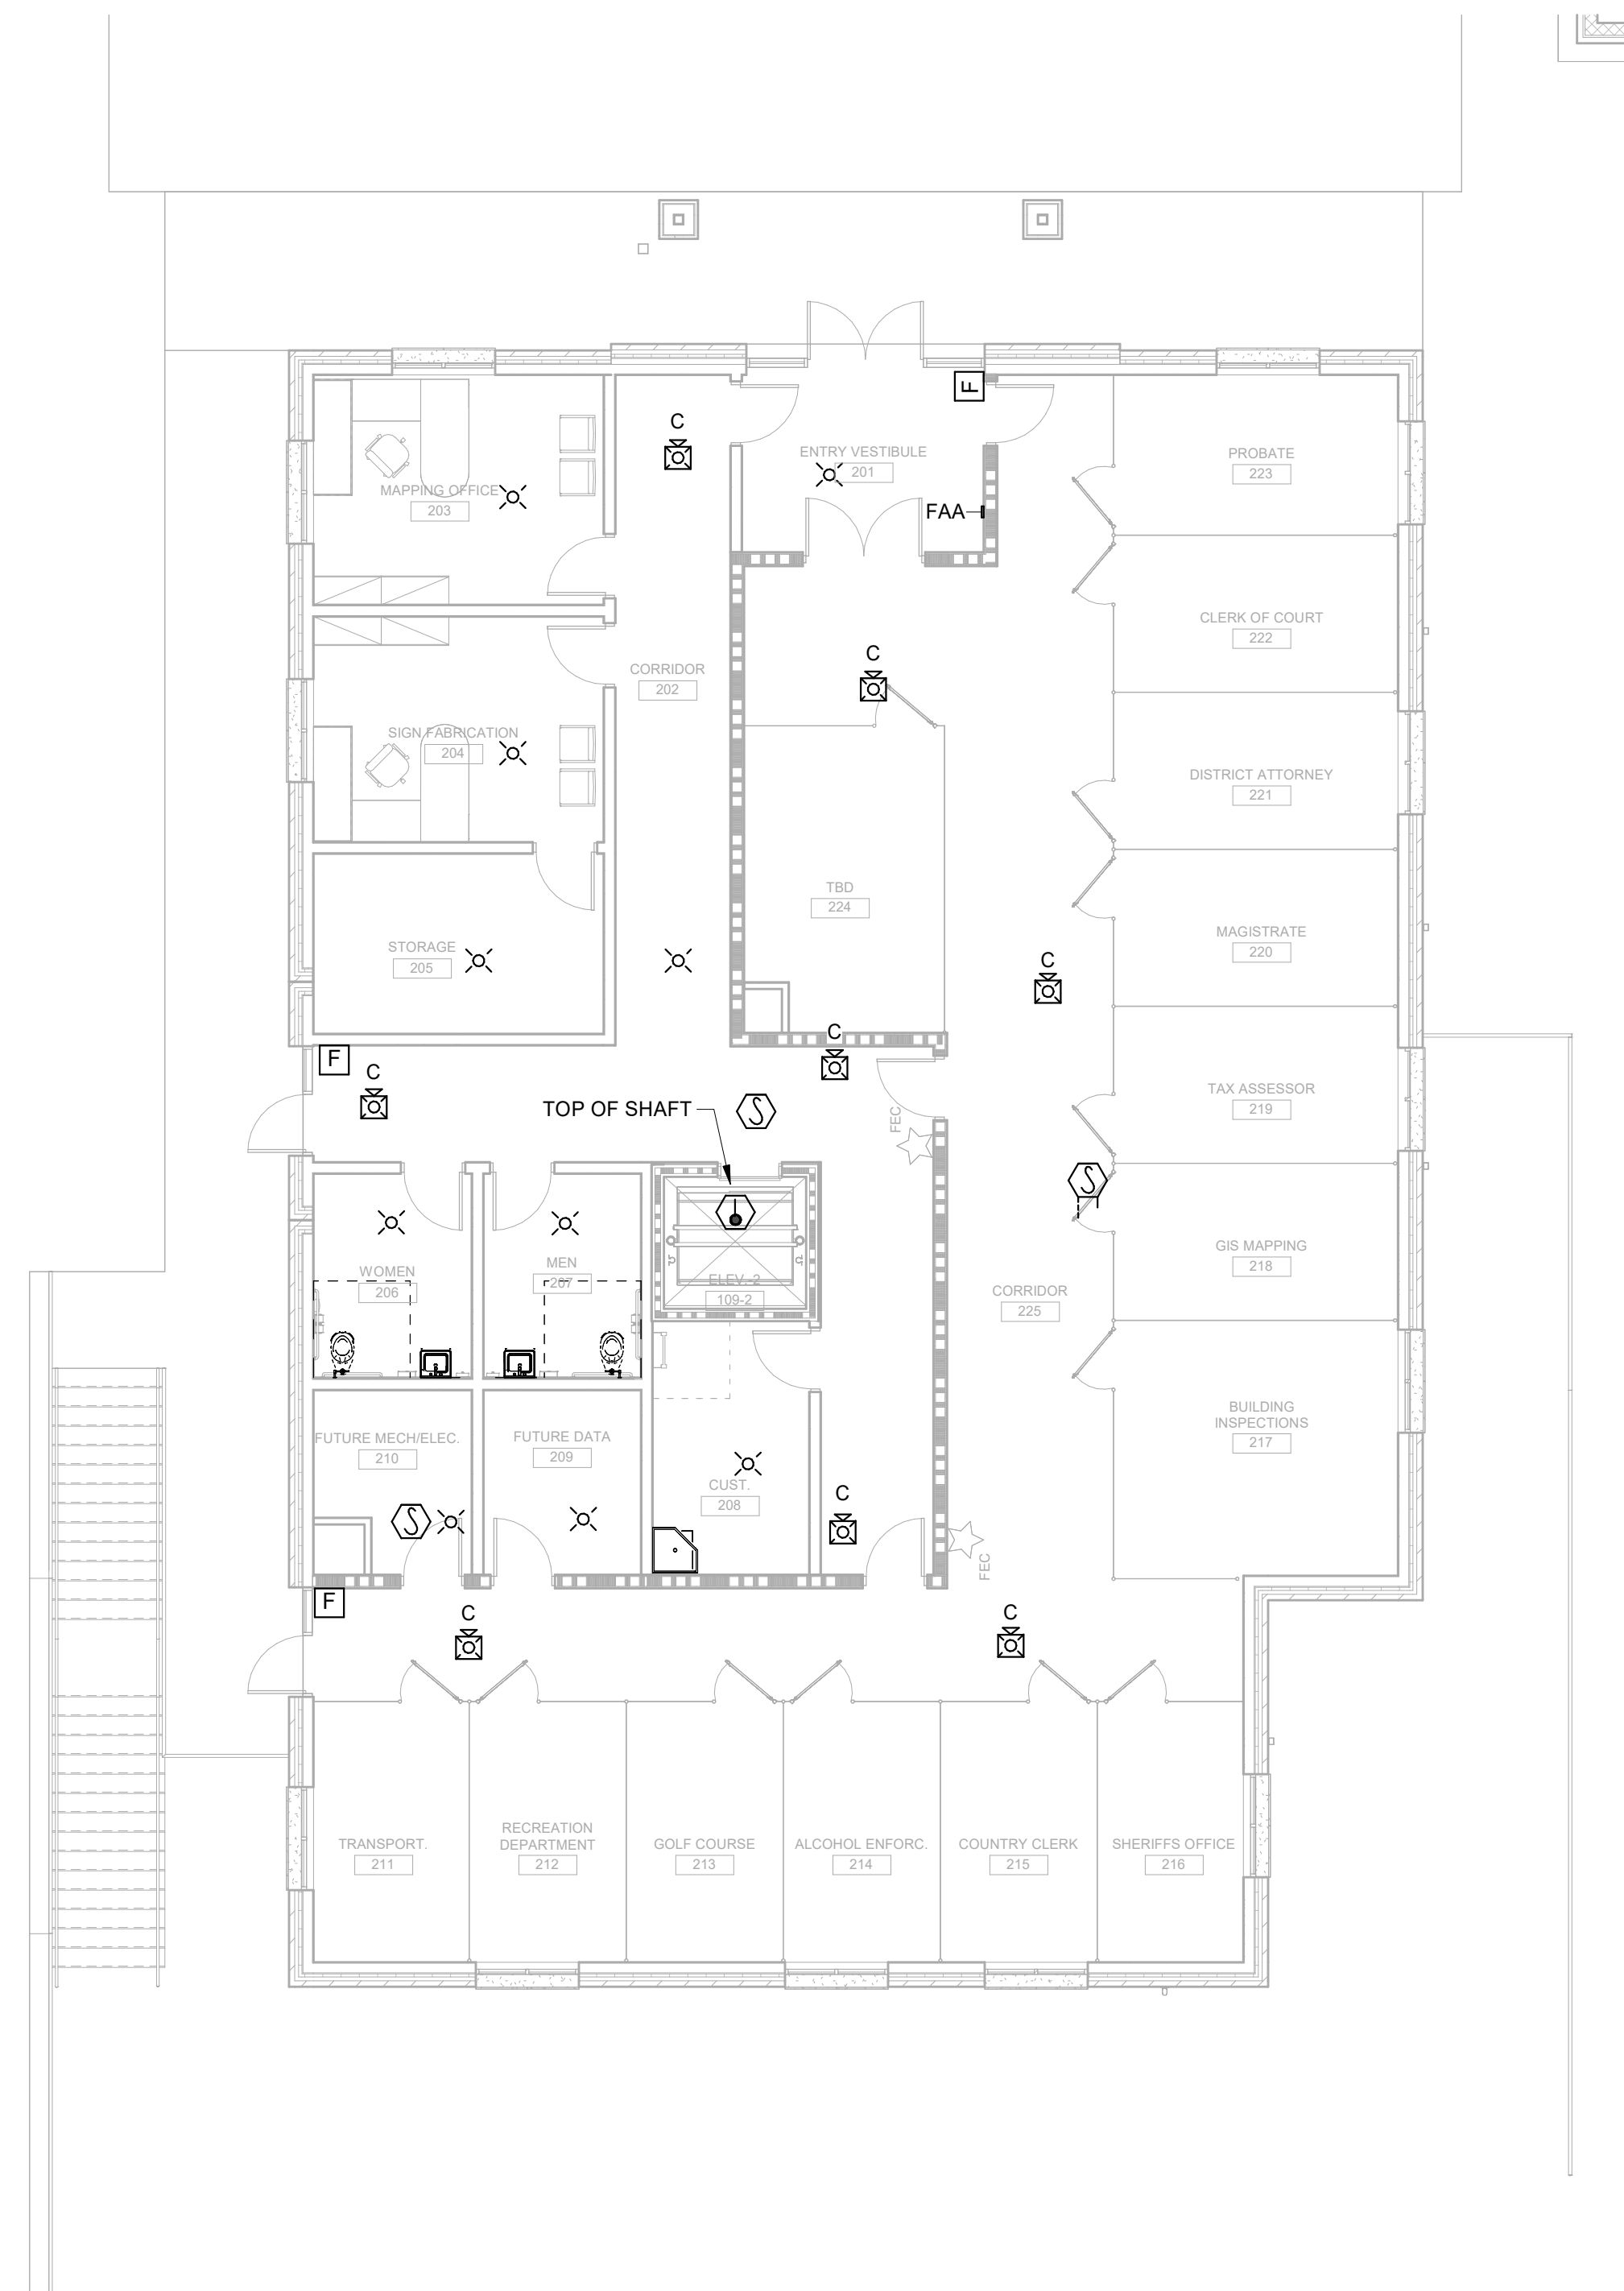 C
F
ENTRY VESTIBULE
201
PROBATE
223
MAPPING OFFICE
203
FAA
CLERK OF COURT
222
C
CORRIDOR
202
SIGN FABRICATION
204
DISTRICT ATTORNEY
221
TBD
224
MAGISTRATE
220
STORAGE
205
C
C
F
C
TAX ASSESSOR
219
TOP OF SHAFT
S
FEC
S
GIS MAPPING
218
WOMEN
206
MEN
207
ELEV.-2
109-2
CORRIDOR
225
BUILDING
INSPECTIONS
217
FUTURE MECH/ELEC.
210
FUTURE DATA
209
CUST.
208
C
S
FEC
F
C
C
TRANSPORT.
211
RECREATION
DEPARTMENT
212
GOLF COURSE
213
ALCOHOL ENFORC.
214
COUNTRY CLERK
215
SHERIFFS OFFICE
216